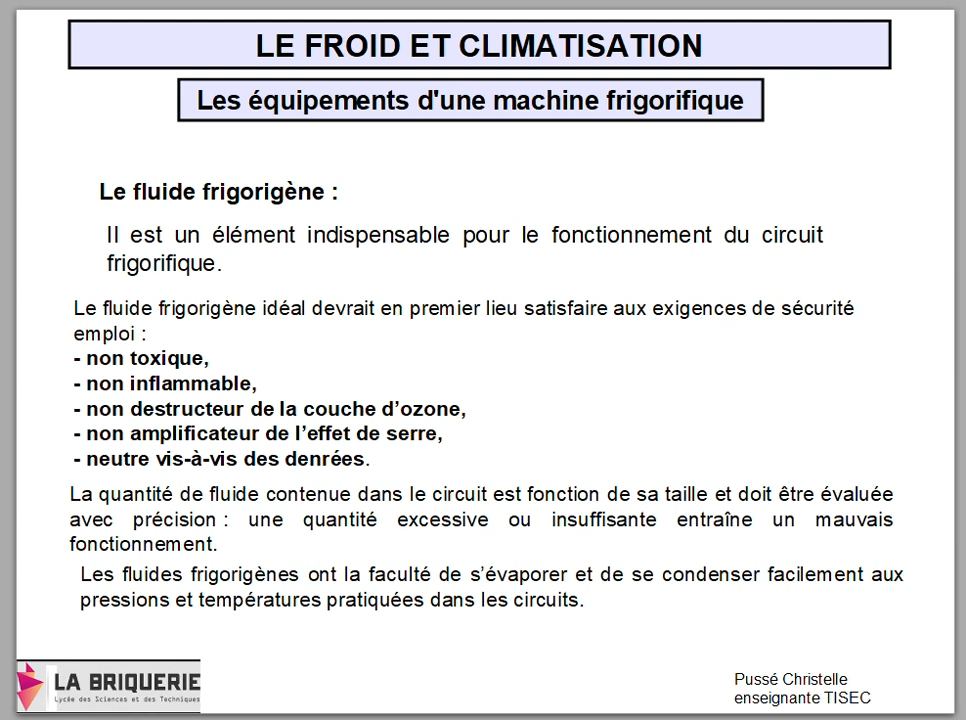 LE FROID ET CLIMATISATION
Les équipements d'une machine frigorifique
Le fluide frigorigène :
Il est un élément indispensable pour le fonctionnement du circuit
frigorifique.
Le fluide frigorigène idéal devrait en premier lieu satisfaire aux exigences de sécurité
emploi :
- non toxique,
- non inflammable,
- non destructeur de la couche d’ozone,
- non amplificateur de l’effet de serre,
- neutre vis-à-vis des denrées.
La quantité de fluide contenue dans le circuit est fonction de sa taille et doit être évaluée
avec précision : une quantité excessive ou insuffisante entraîne un mauvais
fonctionnement.
Les fluides frigorigènes ont la faculté de s’évaporer et de se condenser facilement aux
pressions et températures pratiquées dans les circuits.
LA BRIQUERIE
Lycée des Sciences et des Techniques
Pussé Christelle
enseignante TISEC